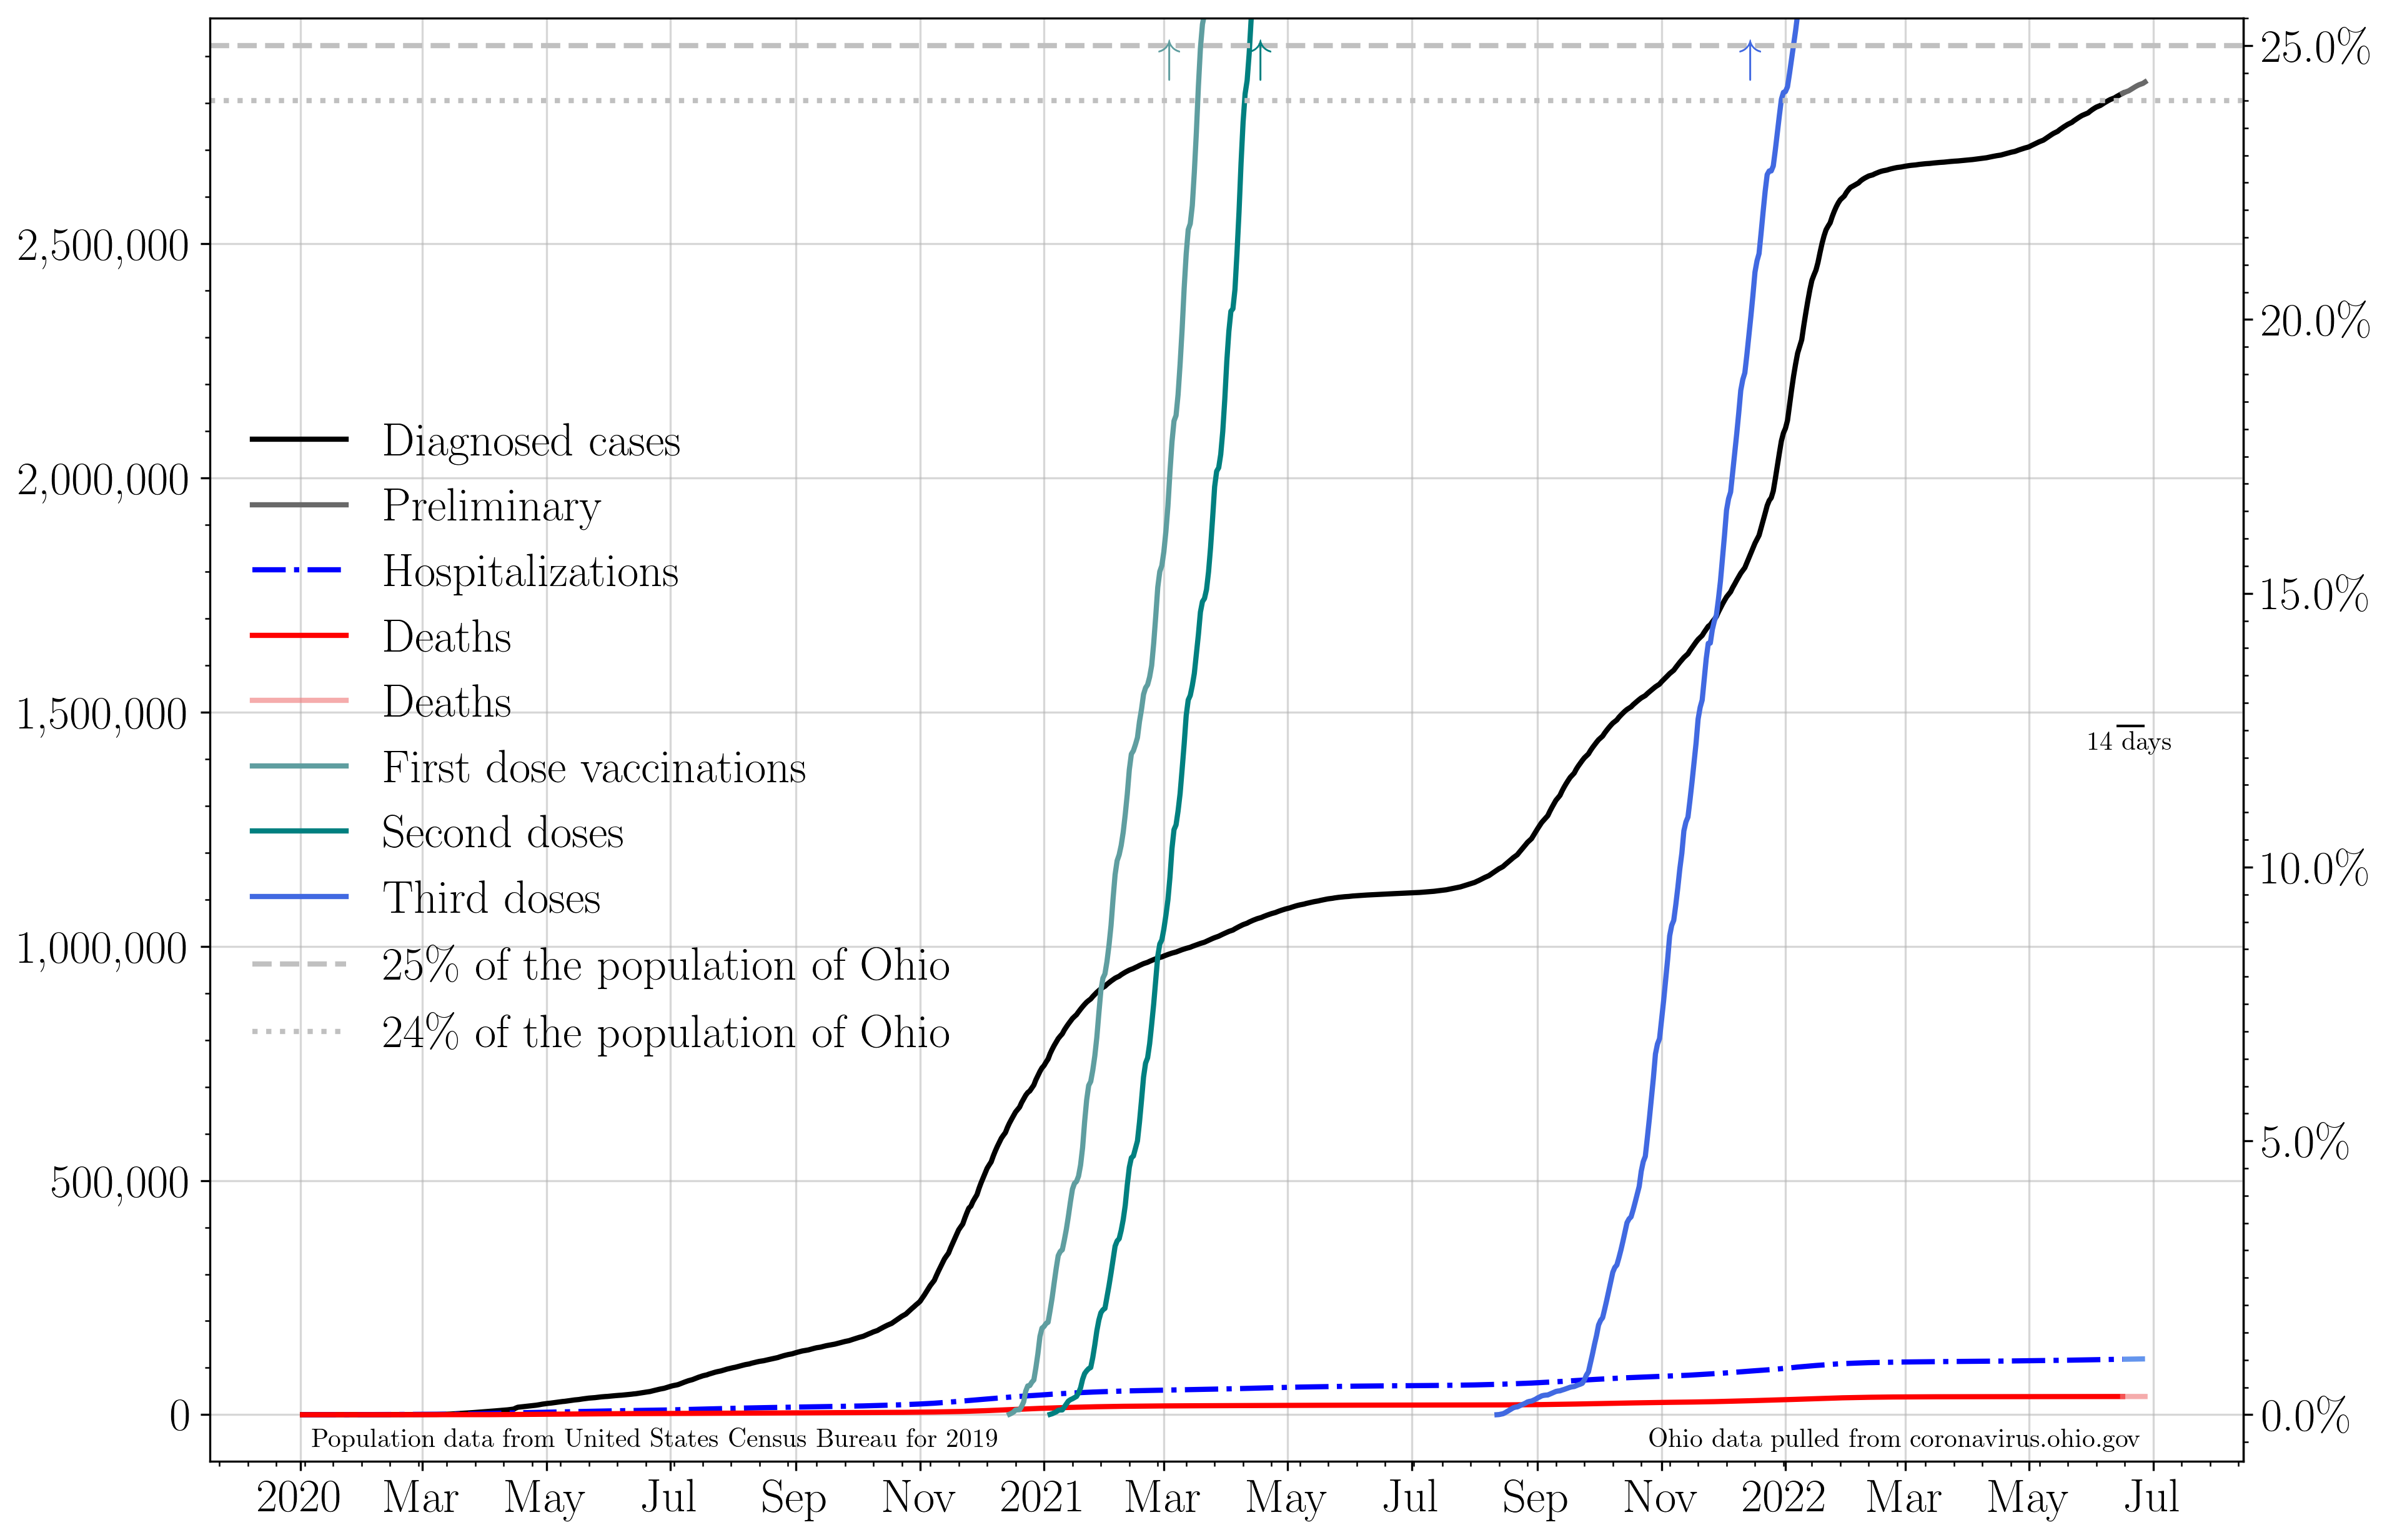 25.0%
2,500,000
20.0%
Diagnosed cases
2,000,000
Preliminary
Hospitalizations
15.0%
Deaths
Deaths
1,500,000
14 days
First dose vaccinations
Second doses
10.0%
Third doses
1,000,000
25% of the population of Ohio
24% of the population of Ohio
5.0%
500,000
0
0.0%
Population data from United States Census Bureau for 2019
Ohio data pulled from coronavirus.ohio.gov
2020 Mar May Jul Sep Nov 2021 Mar May Jul Sep Nov 2022 Mar May Jul